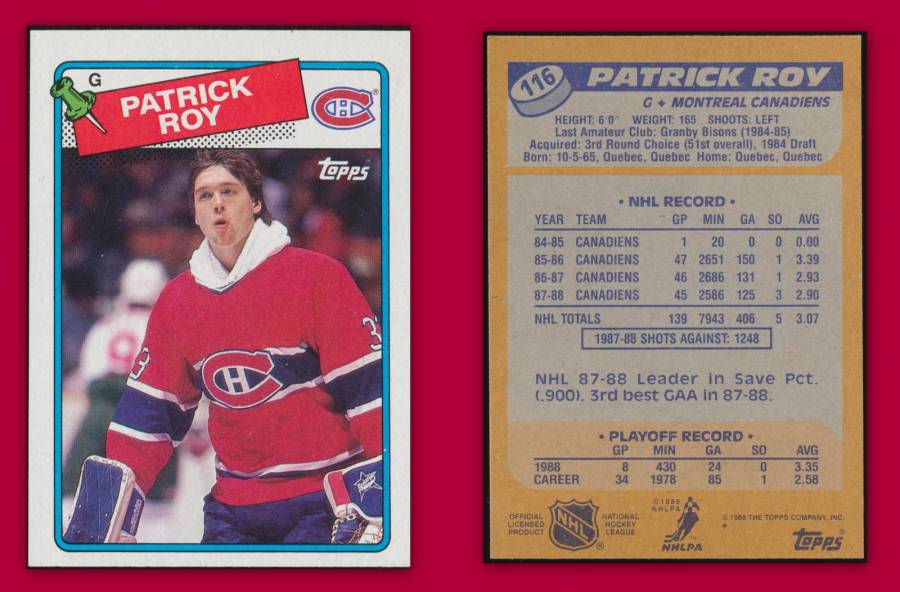 G
PATRICK
ROY
CH
®
topps
9
3
3
CH
116
PATRICK ROY
G + MONTREAL CANADIENS
HEIGHT: 6'0" WEIGHT: 165 SHOOTS: LEFT
Last Amateur Club: Granby Bisons (1984-85)
Acquired: 3rd Round Choice (51st overall), 1984 Draft
Born: 10-5-65, Quebec, Quebec Home: Quebec, Quebec
• NHL RECORD •
YEAR TEAM GP MIN GA SO AVG
84-85 CANADIENS 1 20 0 0 0.00
85-86 CANADIENS 47 2651 150 1 3.39
86-87 CANADIENS 46 2686 131 1 2.93
87-88 CANADIENS 45 2586 125 3 2.90
NHL TOTALS 139 7943 406 5 3.07
1987-88 SHOTS AGAINST: 1248
NHL 87-88 Leader in Save Pct.
(.900). 3rd best GAA in 87-88.
• PLAYOFF RECORD •
GP MIN GA SO AVG
1988 8 430 24 0 3.35
CAREER 34 1978 85 1 2.58
OFFICIAL
LICENSED
PRODUCT
NHL
®
NATIONAL
HOCKEY
LEAGUE
© 1988
NHLPA
NHLPA
© 1988 THE TOPPS COMPANY, INC.
*
topps